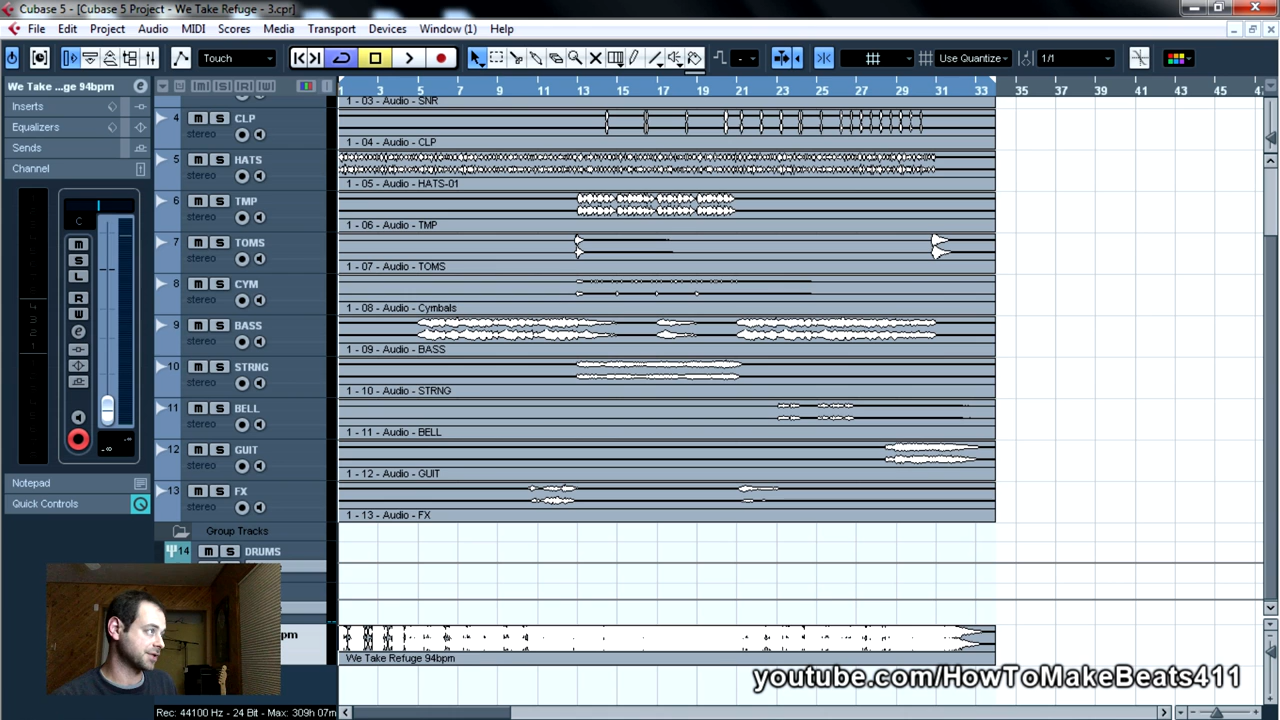 Cubase 5 - [Cubase 5 Project - We Take Refuge - 3.cpr]
File Edit Project Audio MIDI Scores Media Transport Devices Window (1) Help
Touch - Use Quantize 1/1
We Take ...ge 94bpm e
1 3 5 7 9 11 13 15 17 19 21 23 25 27 29 31 33 35 37 39 41 43 45 47
Inserts
Equalizers
Sends
Channel
C
m
S
L
R
W
e
-∞ -∞
Notepad
Quick Controls
1 - 03 - Audio - SNR
4 m S CLP
stereo
1 - 04 - Audio - CLP
5 m S HATS
stereo
1 - 05 - Audio - HATS-01
6 m S TMP
stereo
1 - 06 - Audio - TMP
7 m S TOMS
stereo
1 - 07 - Audio - TOMS
8 m S CYM
stereo
1 - 08 - Audio - Cymbals
9 m S BASS
stereo
1 - 09 - Audio - BASS
10 m S STRNG
stereo
1 - 10 - Audio - STRNG
11 m S BELL
stereo
1 - 11 - Audio - BELL
12 m S GUIT
stereo
1 - 12 - Audio - GUIT
13 m S FX
stereo
1 - 13 - Audio - FX
Group Tracks
14 m S DRUMS
pm
We Take Refuge 94bpm
youtube.com/HowToMakeBeats411
Rec: 44100 Hz - 24 Bit - Max: 309h 07m